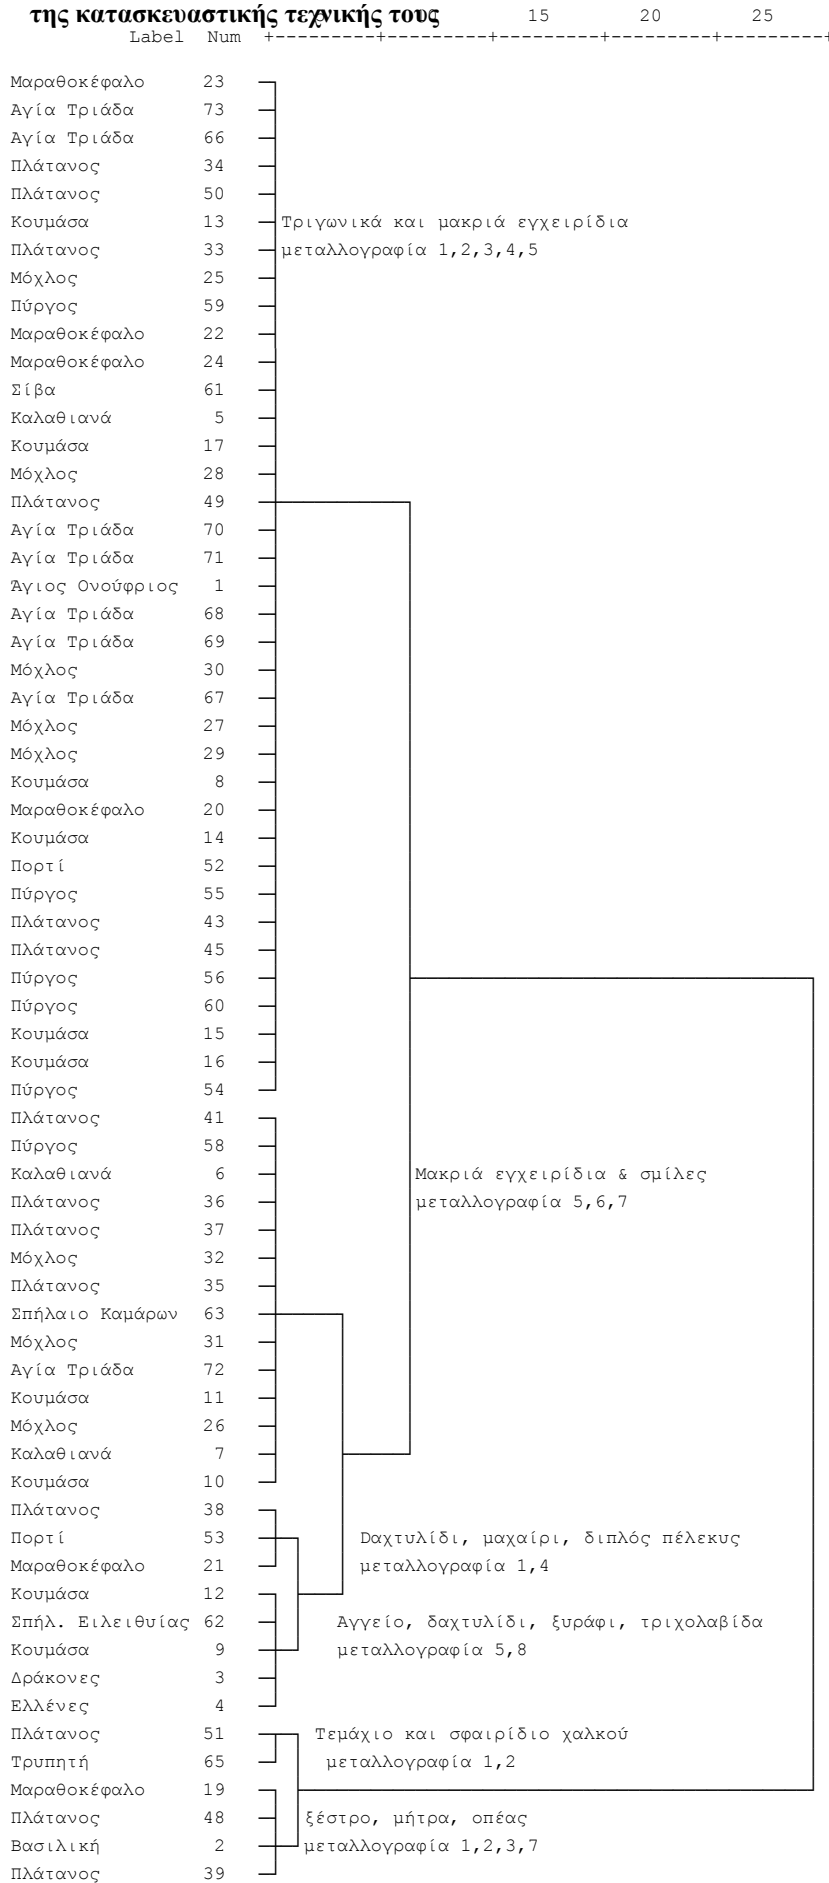 της κατασκευαστικής τεχνικής τους
15 20 25
Label Num +---------+---------+---------+---------+---------+
Μαραθοκέφαλο 23
Αγία Τριάδα 73
Αγία Τριάδα 66
Πλάτανος 34
Πλάτανος 50
Κουμάσα 13 Τριγωνικά και μακριά εγχειρίδια
Πλάτανος 33 μεταλλογραφία 1,2,3,4,5
Μόχλος 25
Πύργος 59
Μαραθοκέφαλο 22
Μαραθοκέφαλο 24
Σίβα 61
Καλαθιανά 5
Κουμάσα 17
Μόχλος 28
Πλάτανος 49
Αγία Τριάδα 70
Αγία Τριάδα 71
Άγιος Ονούφριος 1
Αγία Τριάδα 68
Αγία Τριάδα 69
Μόχλος 30
Αγία Τριάδα 67
Μόχλος 27
Μόχλος 29
Κουμάσα 8
Μαραθοκέφαλο 20
Κουμάσα 14
Πορτί 52
Πύργος 55
Πλάτανος 43
Πλάτανος 45
Πύργος 56
Πύργος 60
Κουμάσα 15
Κουμάσα 16
Πύργος 54
Πλάτανος 41
Πύργος 58
Καλαθιανά 6 Μακριά εγχειρίδια & σμίλες
Πλάτανος 36 μεταλλογραφία 5,6,7
Πλάτανος 37
Μόχλος 32
Πλάτανος 35
Σπήλαιο Καμάρων 63
Μόχλος 31
Αγία Τριάδα 72
Κουμάσα 11
Μόχλος 26
Καλαθιανά 7
Κουμάσα 10
Πλάτανος 38
Πορτί 53 Dαχτυλίδι, μαχαίρι, διπλός πέλεκυς
Μαραθοκέφαλο 21 μεταλλογραφία 1,4
Κουμάσα 12
Σπήλ. Ειλειθυίας 62 Αγγείο, δαχτυλίδι, ξυράφι, τριχολαβίδα
Κουμάσα 9 μεταλλογραφία 5,8
Δράκονες 3
Ελλένες 4
Πλάτανος 51 Τεμάχιο και σφαιρίδιο χαλκού
Τρυπητή 65 μεταλλογραφία 1,2
Μαραθοκέφαλο 19
Πλάτανος 48 ξέστρο, μήτρα, οπέας
Βασιλική 2 μεταλλογραφία 1,2,3,7
Πλάτανος 39